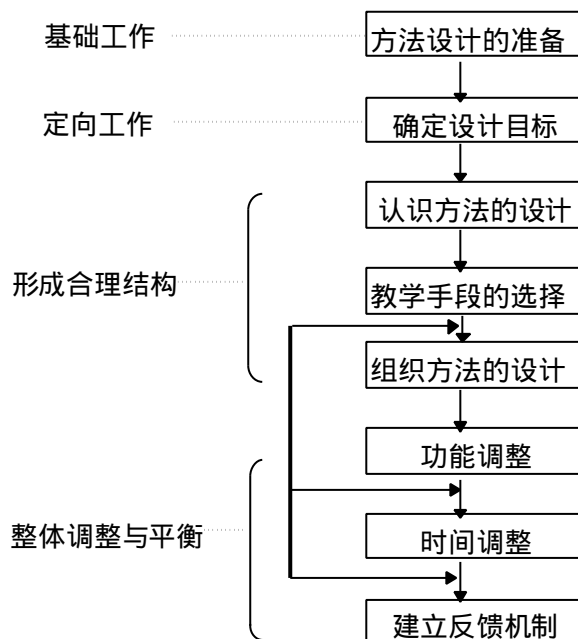 基础工作
方法设计的准备
定向工作
确定设计目标
认识方法的设计
形成合理结构
教学手段的选择
组织方法的设计
功能调整
整体调整与平衡
时间调整
建立反馈机制